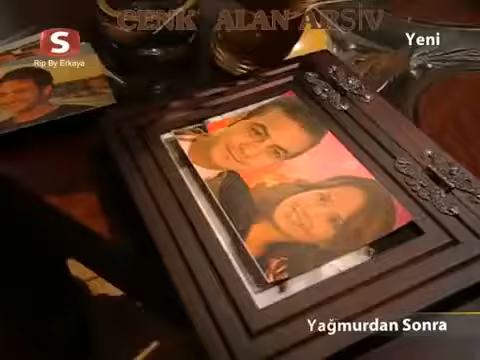 CENK ALAN ARŞİV
S
Yeni
Rip By Erkaya
Yağmurdan Sonra